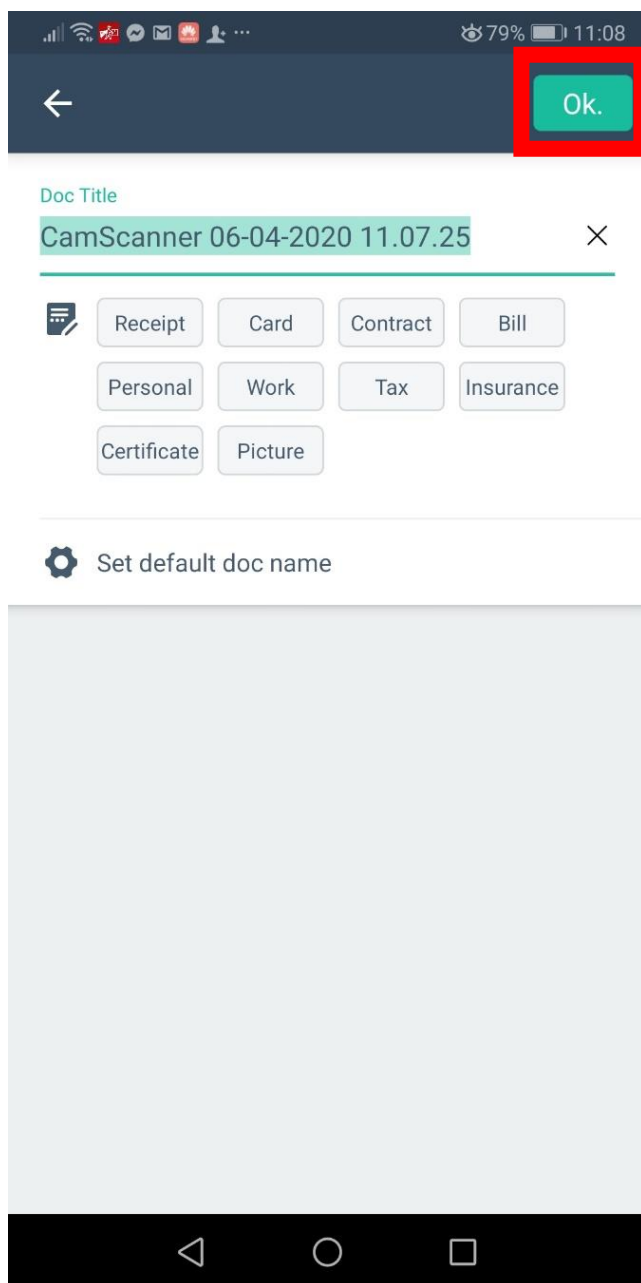 79% 11:08
Ok.
Doc Title
CamScanner 06-04-2020 11.07.25
Receipt Card Contract Bill
Personal Work Tax Insurance
Certificate Picture
Set default doc name